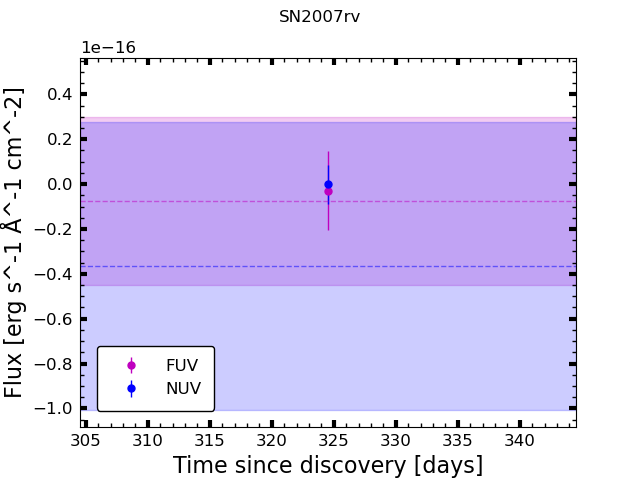 SN2007rv
1e−16
0.4
0.2
0.0
−0.2
−0.4
−0.6
−0.8
−1.0
Flux [erg s^-1 Å^-1 cm^-2]
FUV
NUV
305 310 315 320 325 330 335 340
Time since discovery [days]